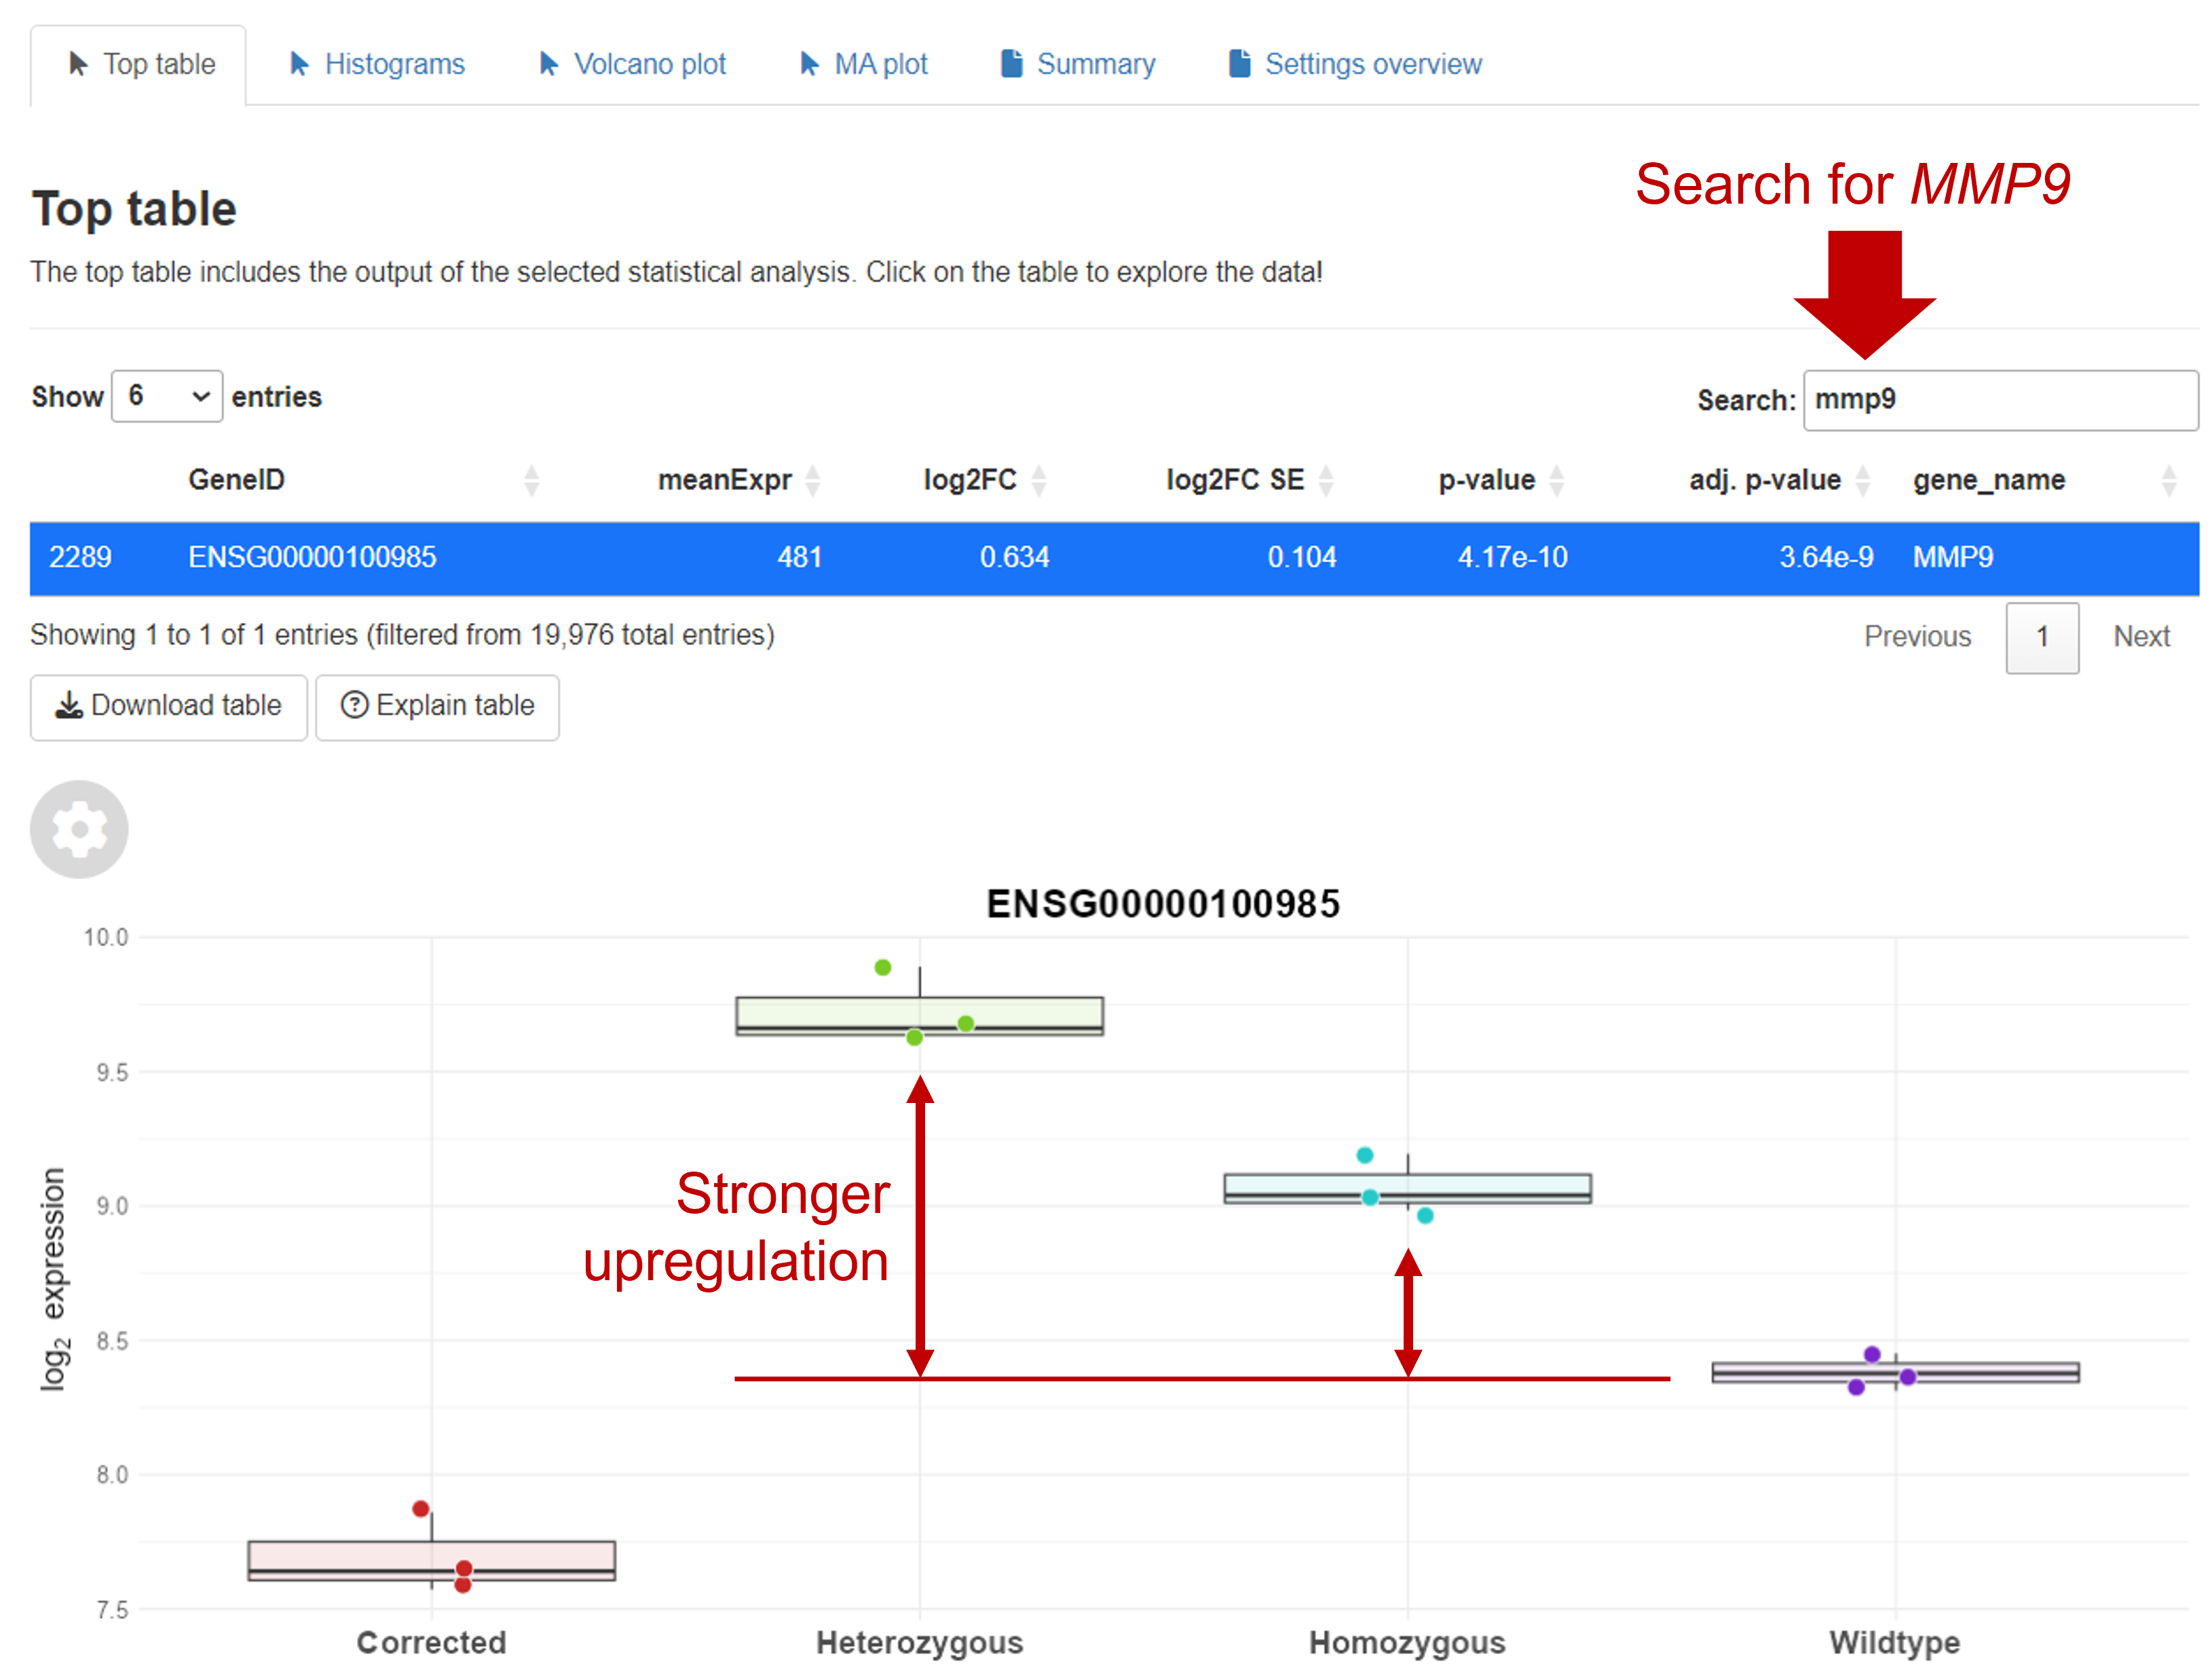 Top table Histograms Volcano plot MA plot Summary Settings overview
Search for MMP9
Top table
The top table includes the output of the selected statistical analysis. Click on the table to explore the data!
Show 6 entries Search: mmp9
GeneID meanExpr log2FC log2FC SE p-value adj. p-value gene_name
2289 ENSG00000100985 481 0.634 0.104 4.17e-10 3.64e-9 MMP9
Showing 1 to 1 of 1 entries (filtered from 19,976 total entries) Previous 1 Next
Download table Explain table
ENSG00000100985
10.0
9.5
9.0
8.5
8.0
7.5
log₂ expression
Stronger
upregulation
Corrected Heterozygous Homozygous Wildtype